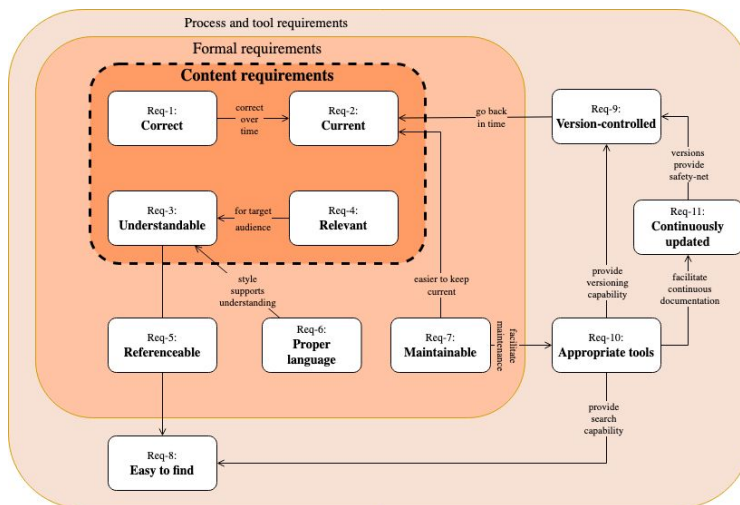 Process and tool requirements
Formal requirements
Content requirements
Req-1:
Correct
correct
over
time
Req-2:
Current
go back
in time
Req-9:
Version-controlled
versions
provide
safety-net
Req-3:
Understandable
for target
audience
Req-4:
Relevant
Req-11:
Continuously
updated
style
supports
understanding
easier to keep
current
provide
versioning
capability
facilitate
continuous
documentation
Req-5:
Referenceable
Req-6:
Proper
language
Req-7:
Maintainable
facilitate
maintenance
Req-10:
Appropriate tools
provide
search
capability
Req-8:
Easy to find